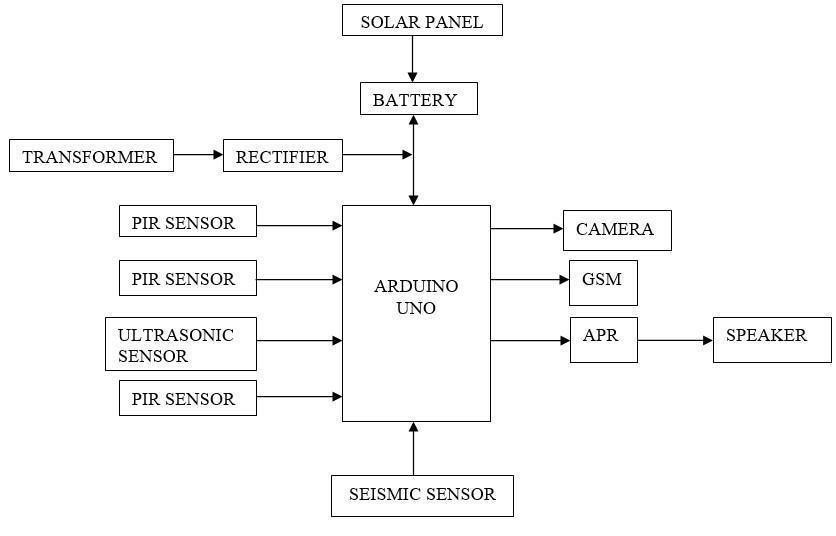 SOLAR PANEL
BATTERY
TRANSFORMER
RECTIFIER
PIR SENSOR
PIR SENSOR
ULTRASONIC
SENSOR
PIR SENSOR
ARDUINO
UNO
CAMERA
GSM
APR
SPEAKER
SEISMIC SENSOR